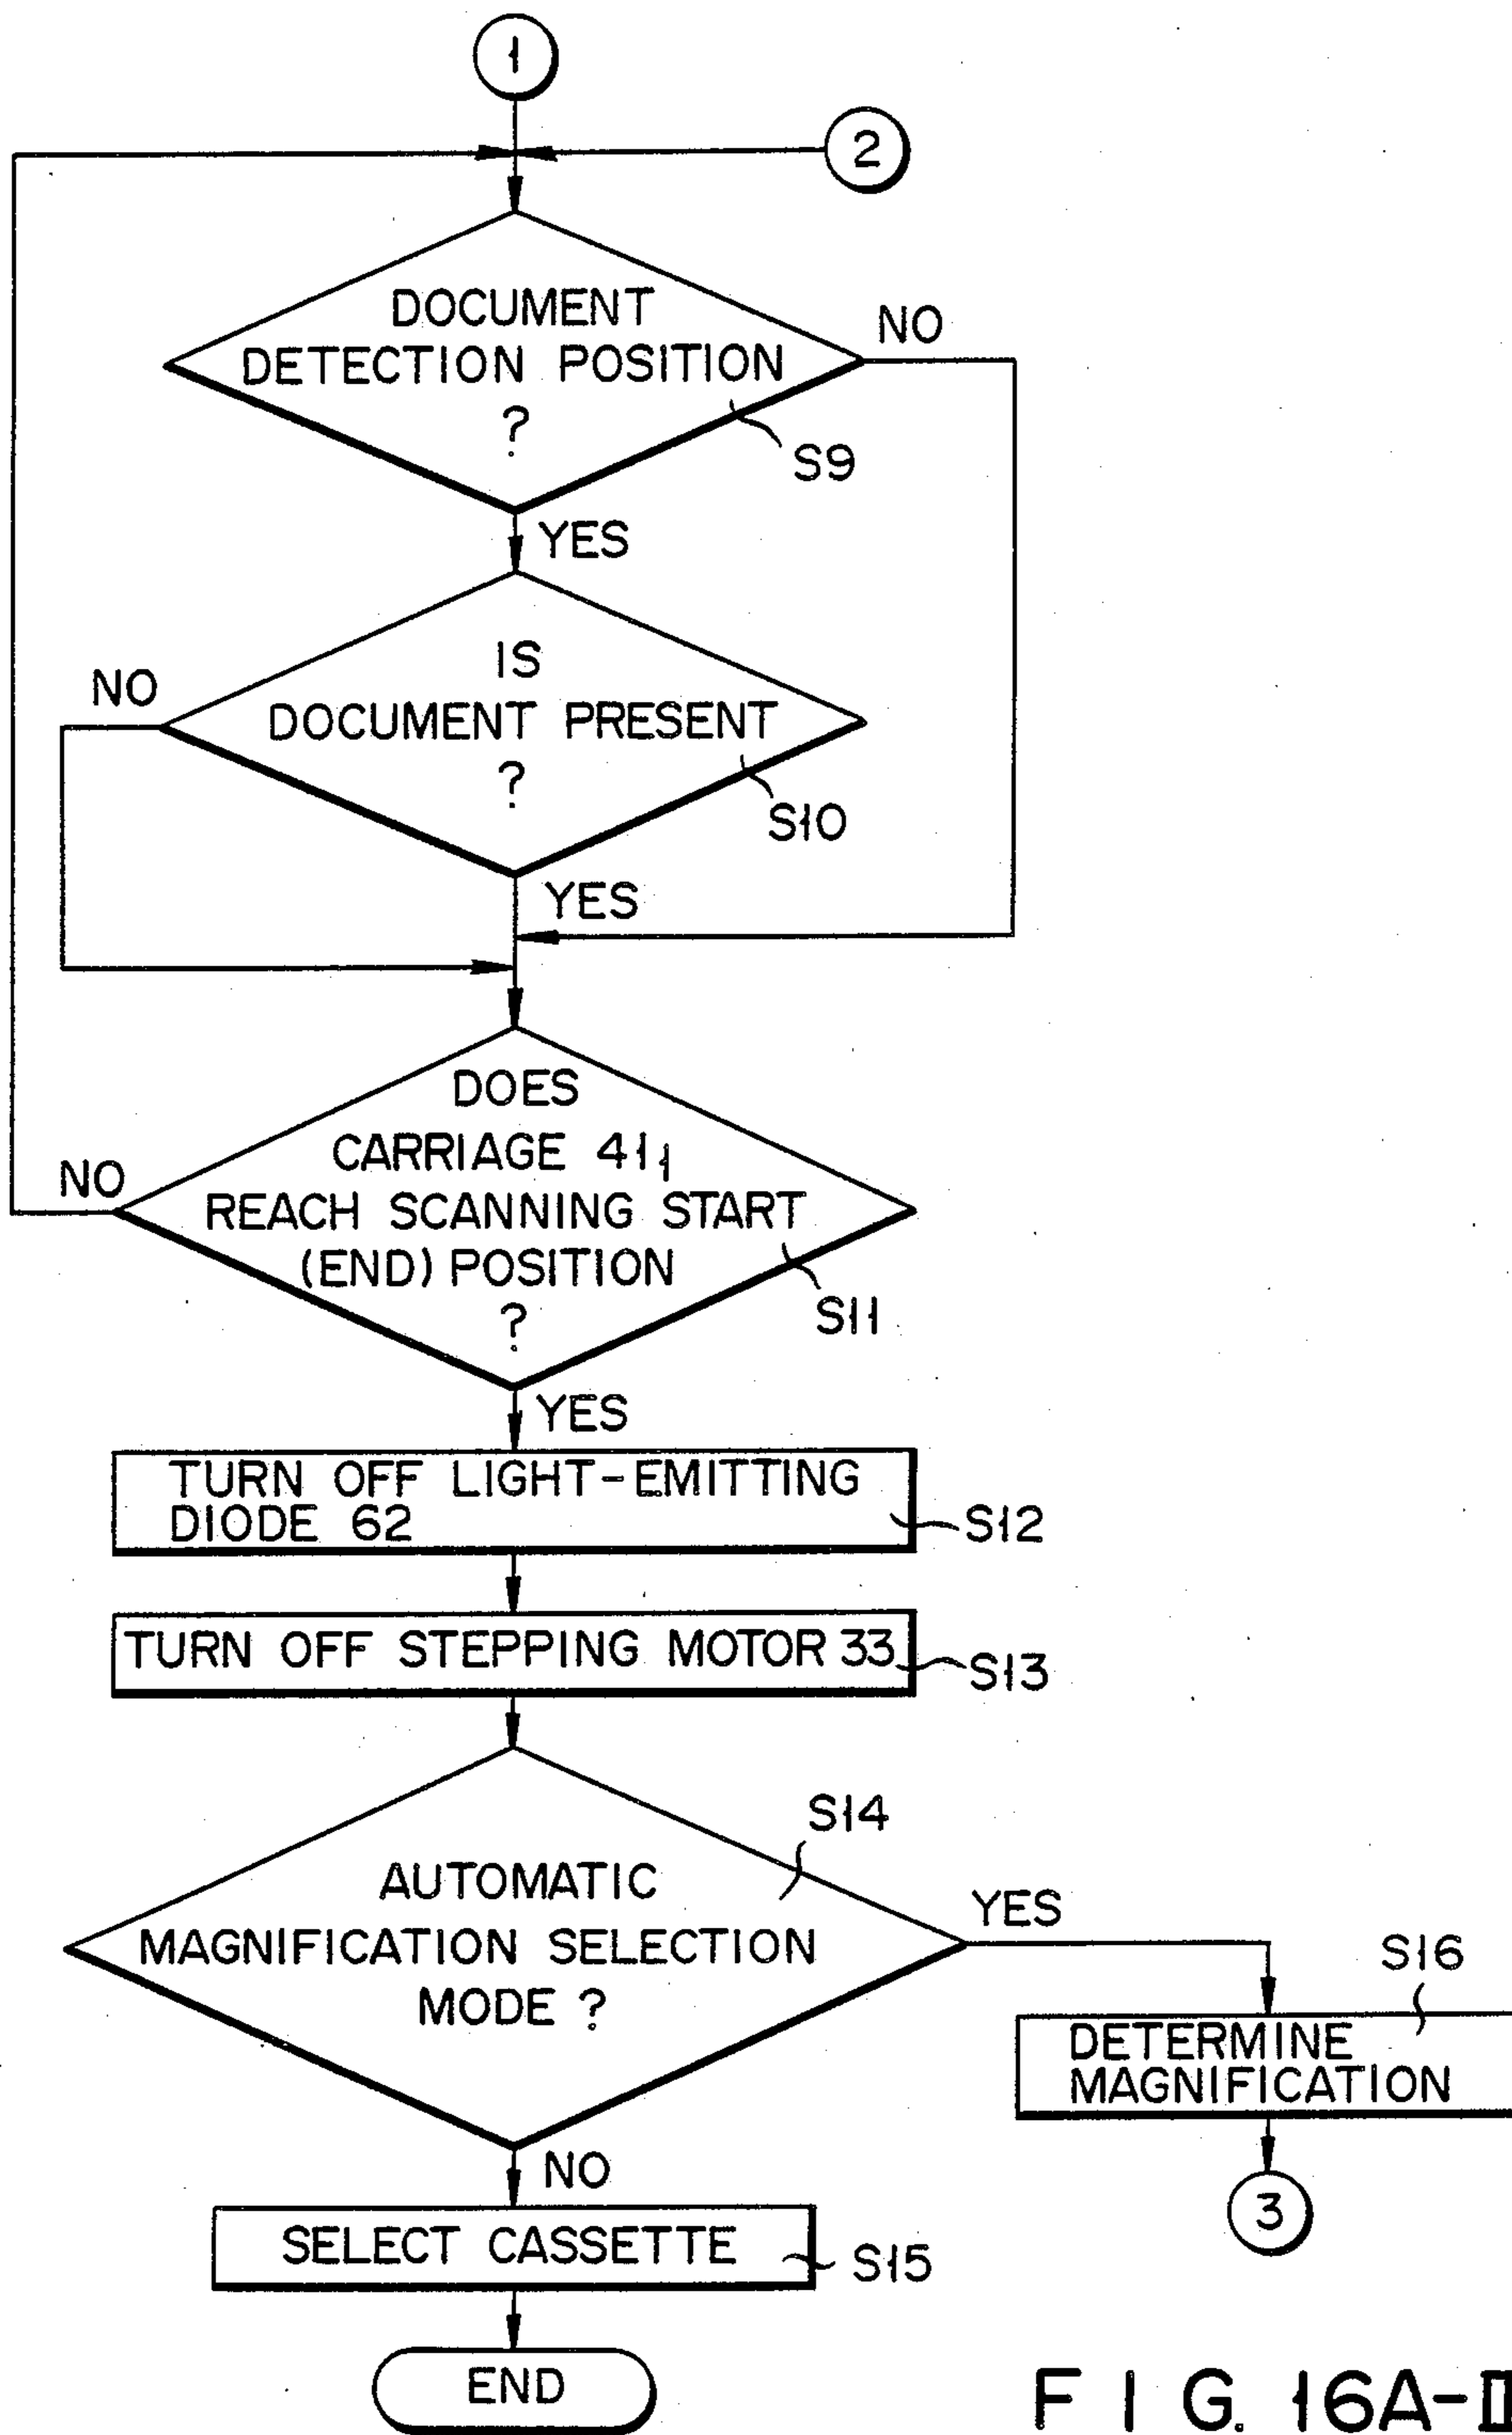 1
2
DOCUMENT
DETECTION POSITION
?
NO
S9
YES
IS
DOCUMENT PRESENT
?
NO
S10
YES
DOES
CARRIAGE 41₁
REACH SCANNING START
(END) POSITION
?
NO
S11
YES
TURN OFF LIGHT-EMITTING
DIODE 62
S12
TURN OFF STEPPING MOTOR 33
S13
S14
AUTOMATIC
MAGNIFICATION SELECTION
MODE ?
YES
S16
DETERMINE
MAGNIFICATION
3
NO
SELECT CASSETTE
S15
END
FIG. 16A-II